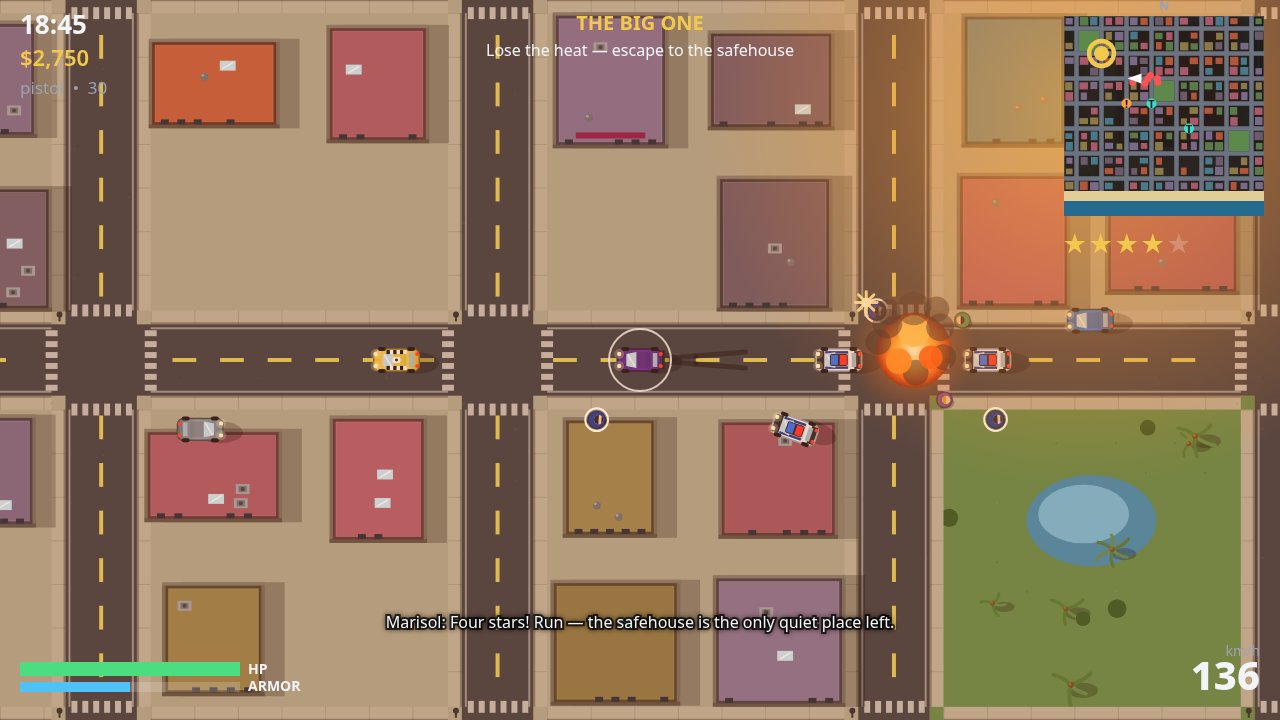 18:45
$2,750
pistol • 30
THE BIG ONE
Lose the heat — escape to the safehouse
N
Marisol: Four stars! Run — the safehouse is the only quiet place left.
HP
ARMOR
km/h
136